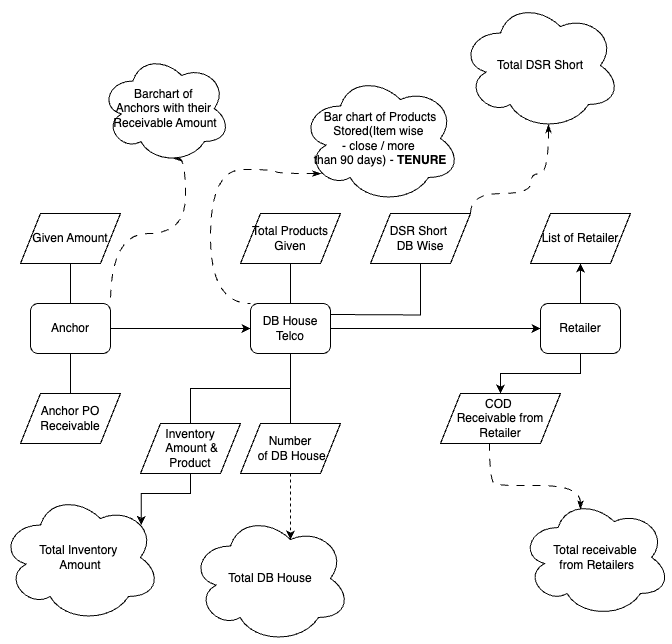 Total DSR Short
Barchart of
Anchors with their
Receivable Amount
Bar chart of Products
Stored(Item wise
- close / more
than 90 days) - TENURE
Given Amount
Total Products
Given
DSR Short
DB Wise
List of Retailer
Anchor
DB House
Telco
Retailer
Anchor PO
Receivable
Inventory
Amount &
Product
Number
of DB House
COD
Receivable from
Retailer
Total Inventory
Amount
Total DB House
Total receivable
from Retailers